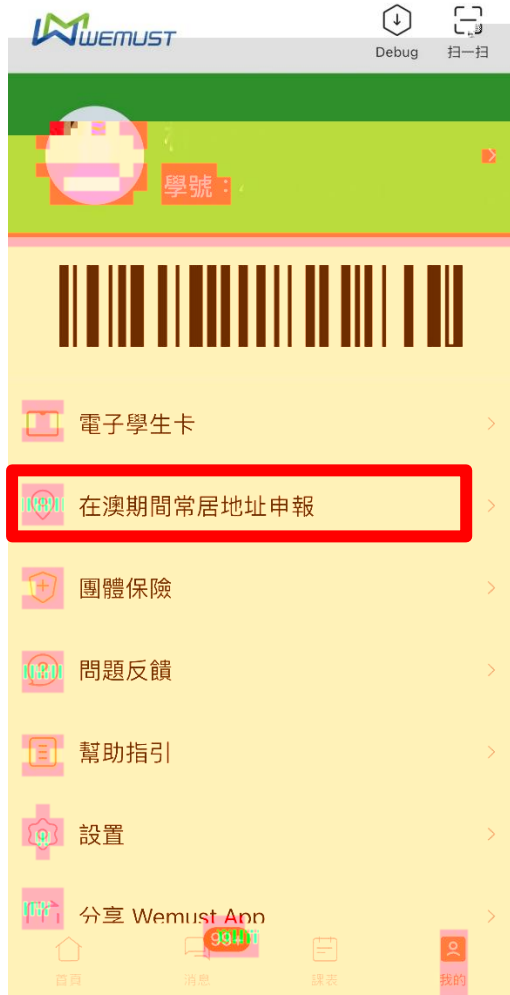 WEMUST
Debug
扫一扫
學號：
電子學生卡
在澳期間常居地址申報
團體保險
問題反饋
幫助指引
設置
分享 Wemust App
99+
首頁
消息
課表
我的